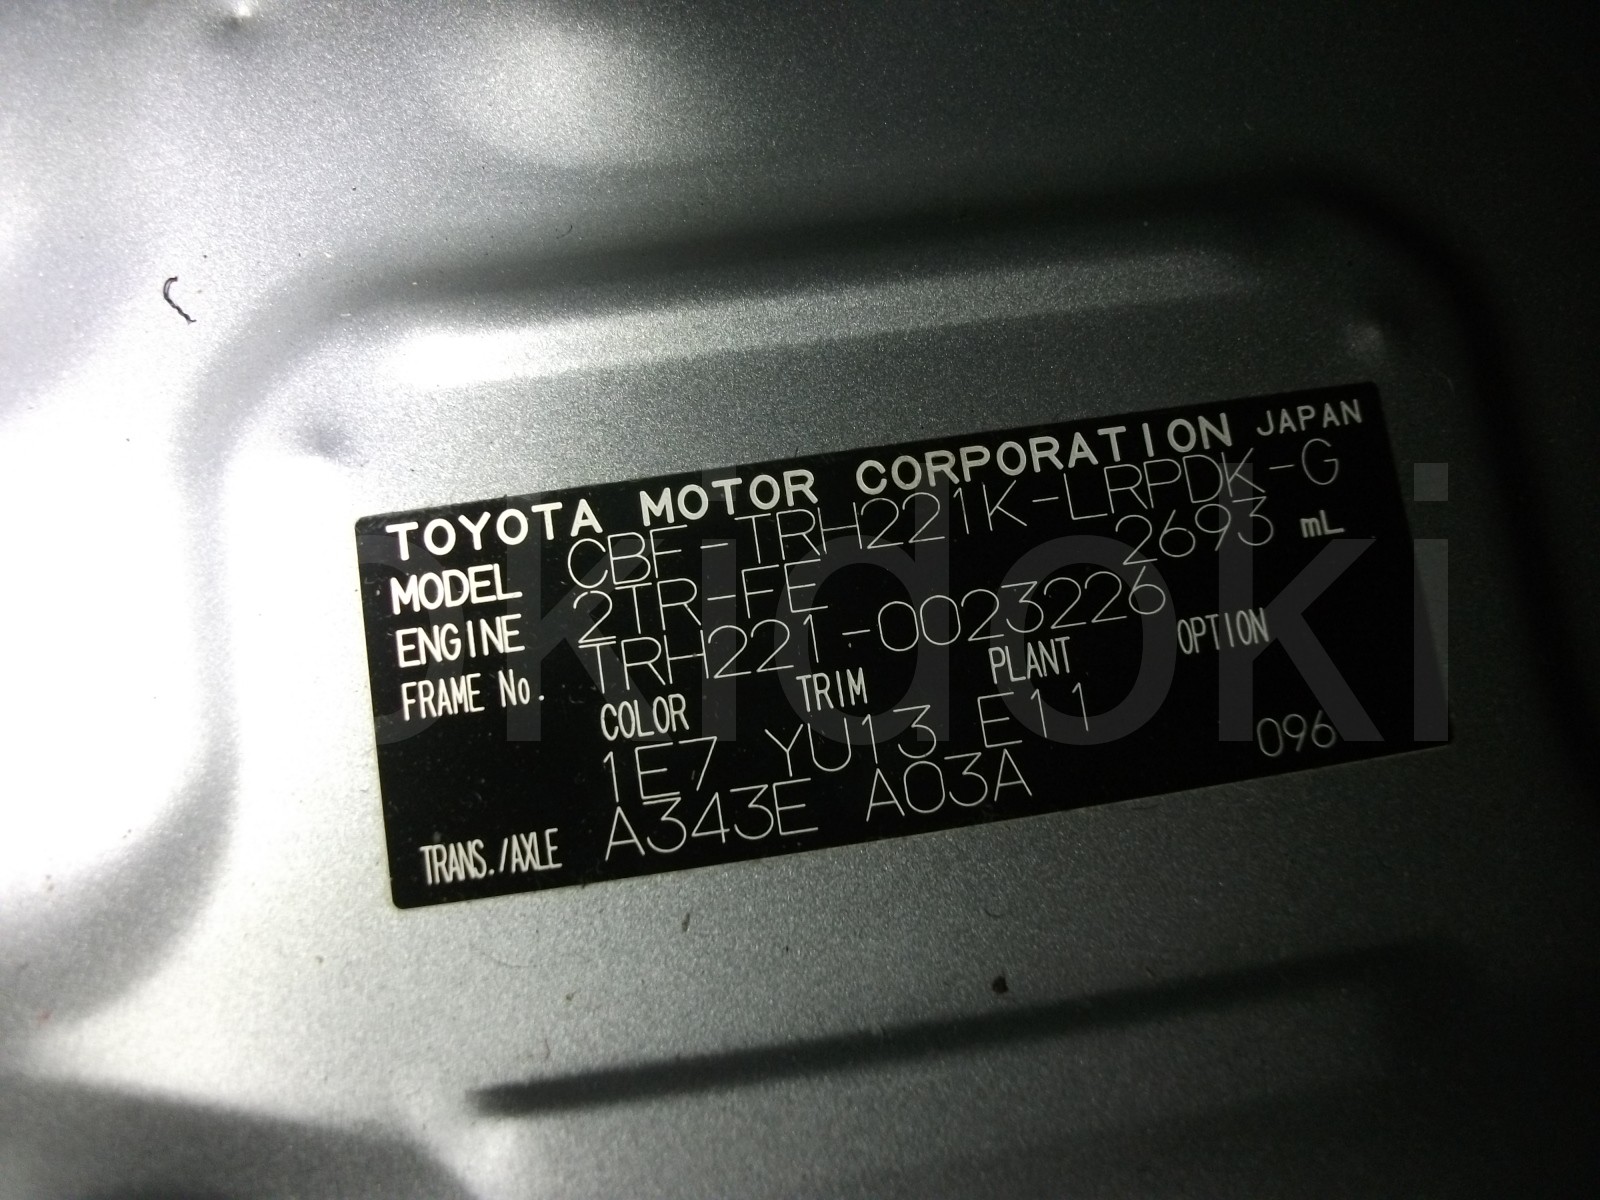 TOYOTA MOTOR CORPORATION JAPAN
MODEL CBF-TRH221K-LRPDK-G
ENGINE 2TR-FE 2693 mL
FRAME No. TRH221-0023226
COLOR TRIM PLANT OPTION
1E7 YU13 E11
096
TRANS./AXLE A343E A03A
okidoki